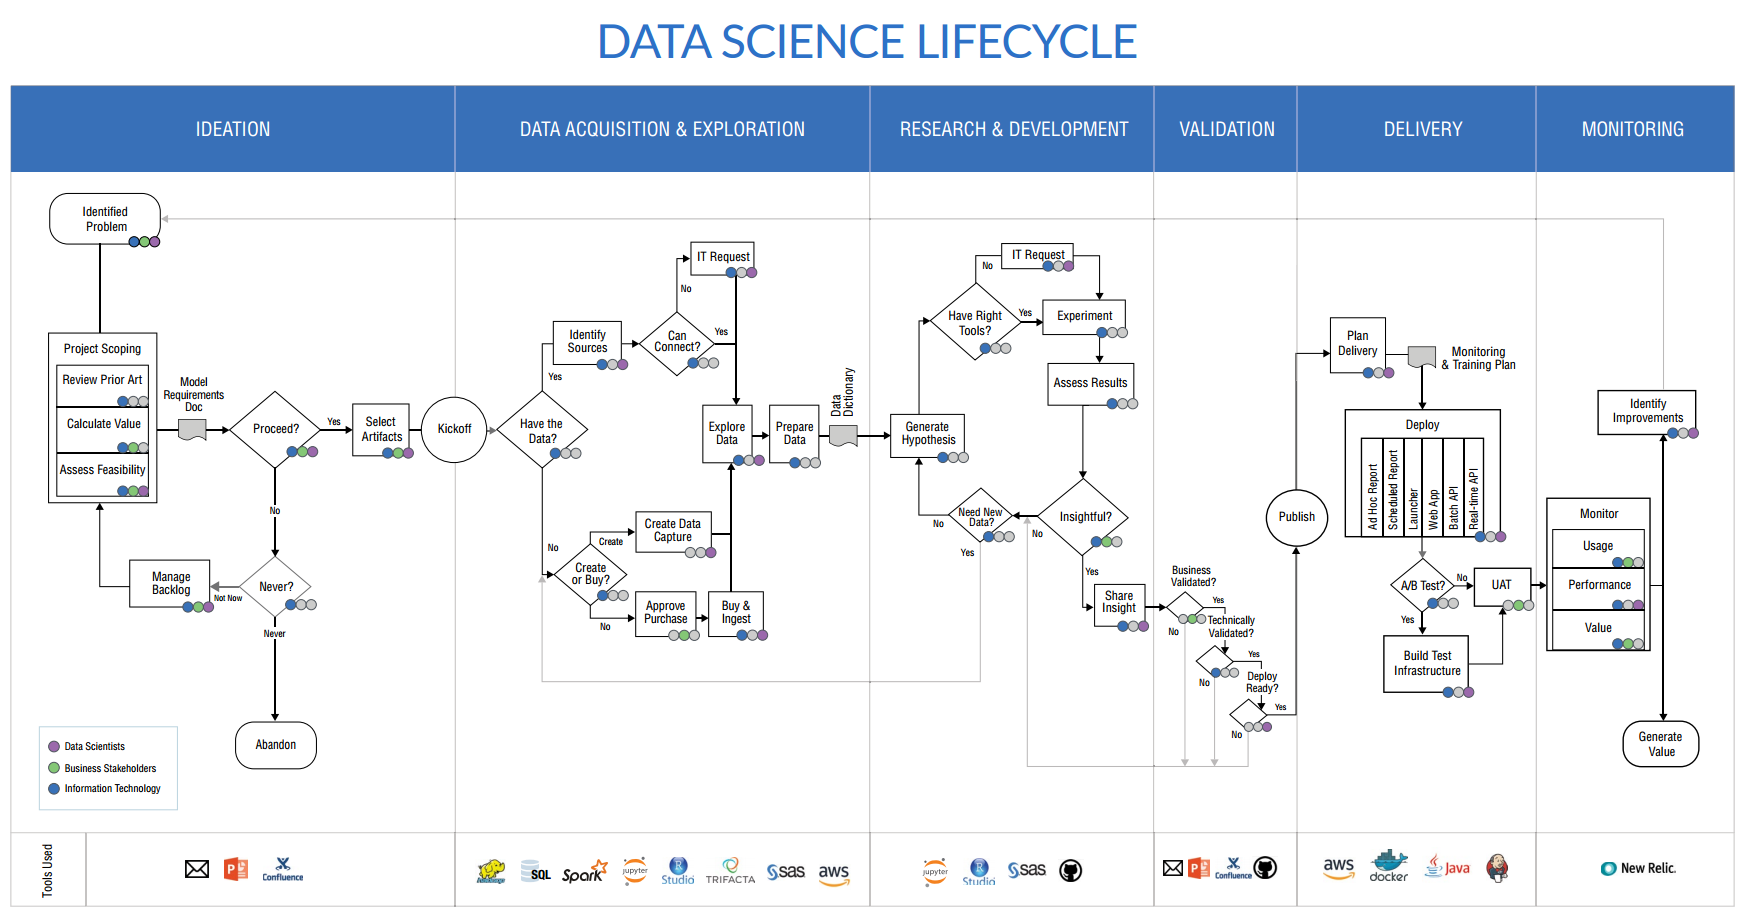 DATA SCIENCE LIFECYCLE
IDEATION
DATA ACQUISITION & EXPLORATION
RESEARCH & DEVELOPMENT
VALIDATION
DELIVERY
MONITORING
Identified
Problem
Project Scoping
Review Prior Art
Calculate Value
Assess Feasibility
Model
Requirements
Doc
Proceed?
Yes
No
Select
Artifacts
Manage
Backlog
Not Now
Never?
Never
Abandon
Data Scientists
Business Stakeholders
Information Technology
Kickoff
Have the
Data?
Yes
No
Identify
Sources
Can
Connect?
No
Yes
IT Request
Explore
Data
Prepare
Data
Data
Dictionary
Create
or Buy?
Create
No
Create Data
Capture
Approve
Purchase
Buy &
Ingest
Generate
Hypothesis
Have Right
Tools?
No
Yes
IT Request
Experiment
Assess Results
Insightful?
No
Yes
Need New
Data?
No
Yes
Share
Insight
Business
Validated?
Yes
No
Technically
Validated?
Yes
No
Deploy
Ready?
Yes
No
Publish
Plan
Delivery
Monitoring
& Training Plan
Deploy
Ad Hoc Report
Scheduled Report
Launcher
Web App
Batch API
Real-time API
A/B Test?
No
Yes
UAT
Build Test
Infrastructure
Identify
Improvements
Monitor
Usage
Performance
Value
Generate
Value
Tools Used
P
Confluence
SQL
Spark
jupyter
R
Studio
TRIFACTA
sas
aws
jupyter
R
Studio
sas
P
Confluence
aws
docker
Java
New Relic.